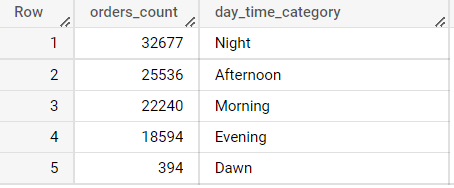 Row orders_count day_time_category
1 32677 Night
2 25536 Afternoon
3 22240 Morning
4 18594 Evening
5 394 Dawn